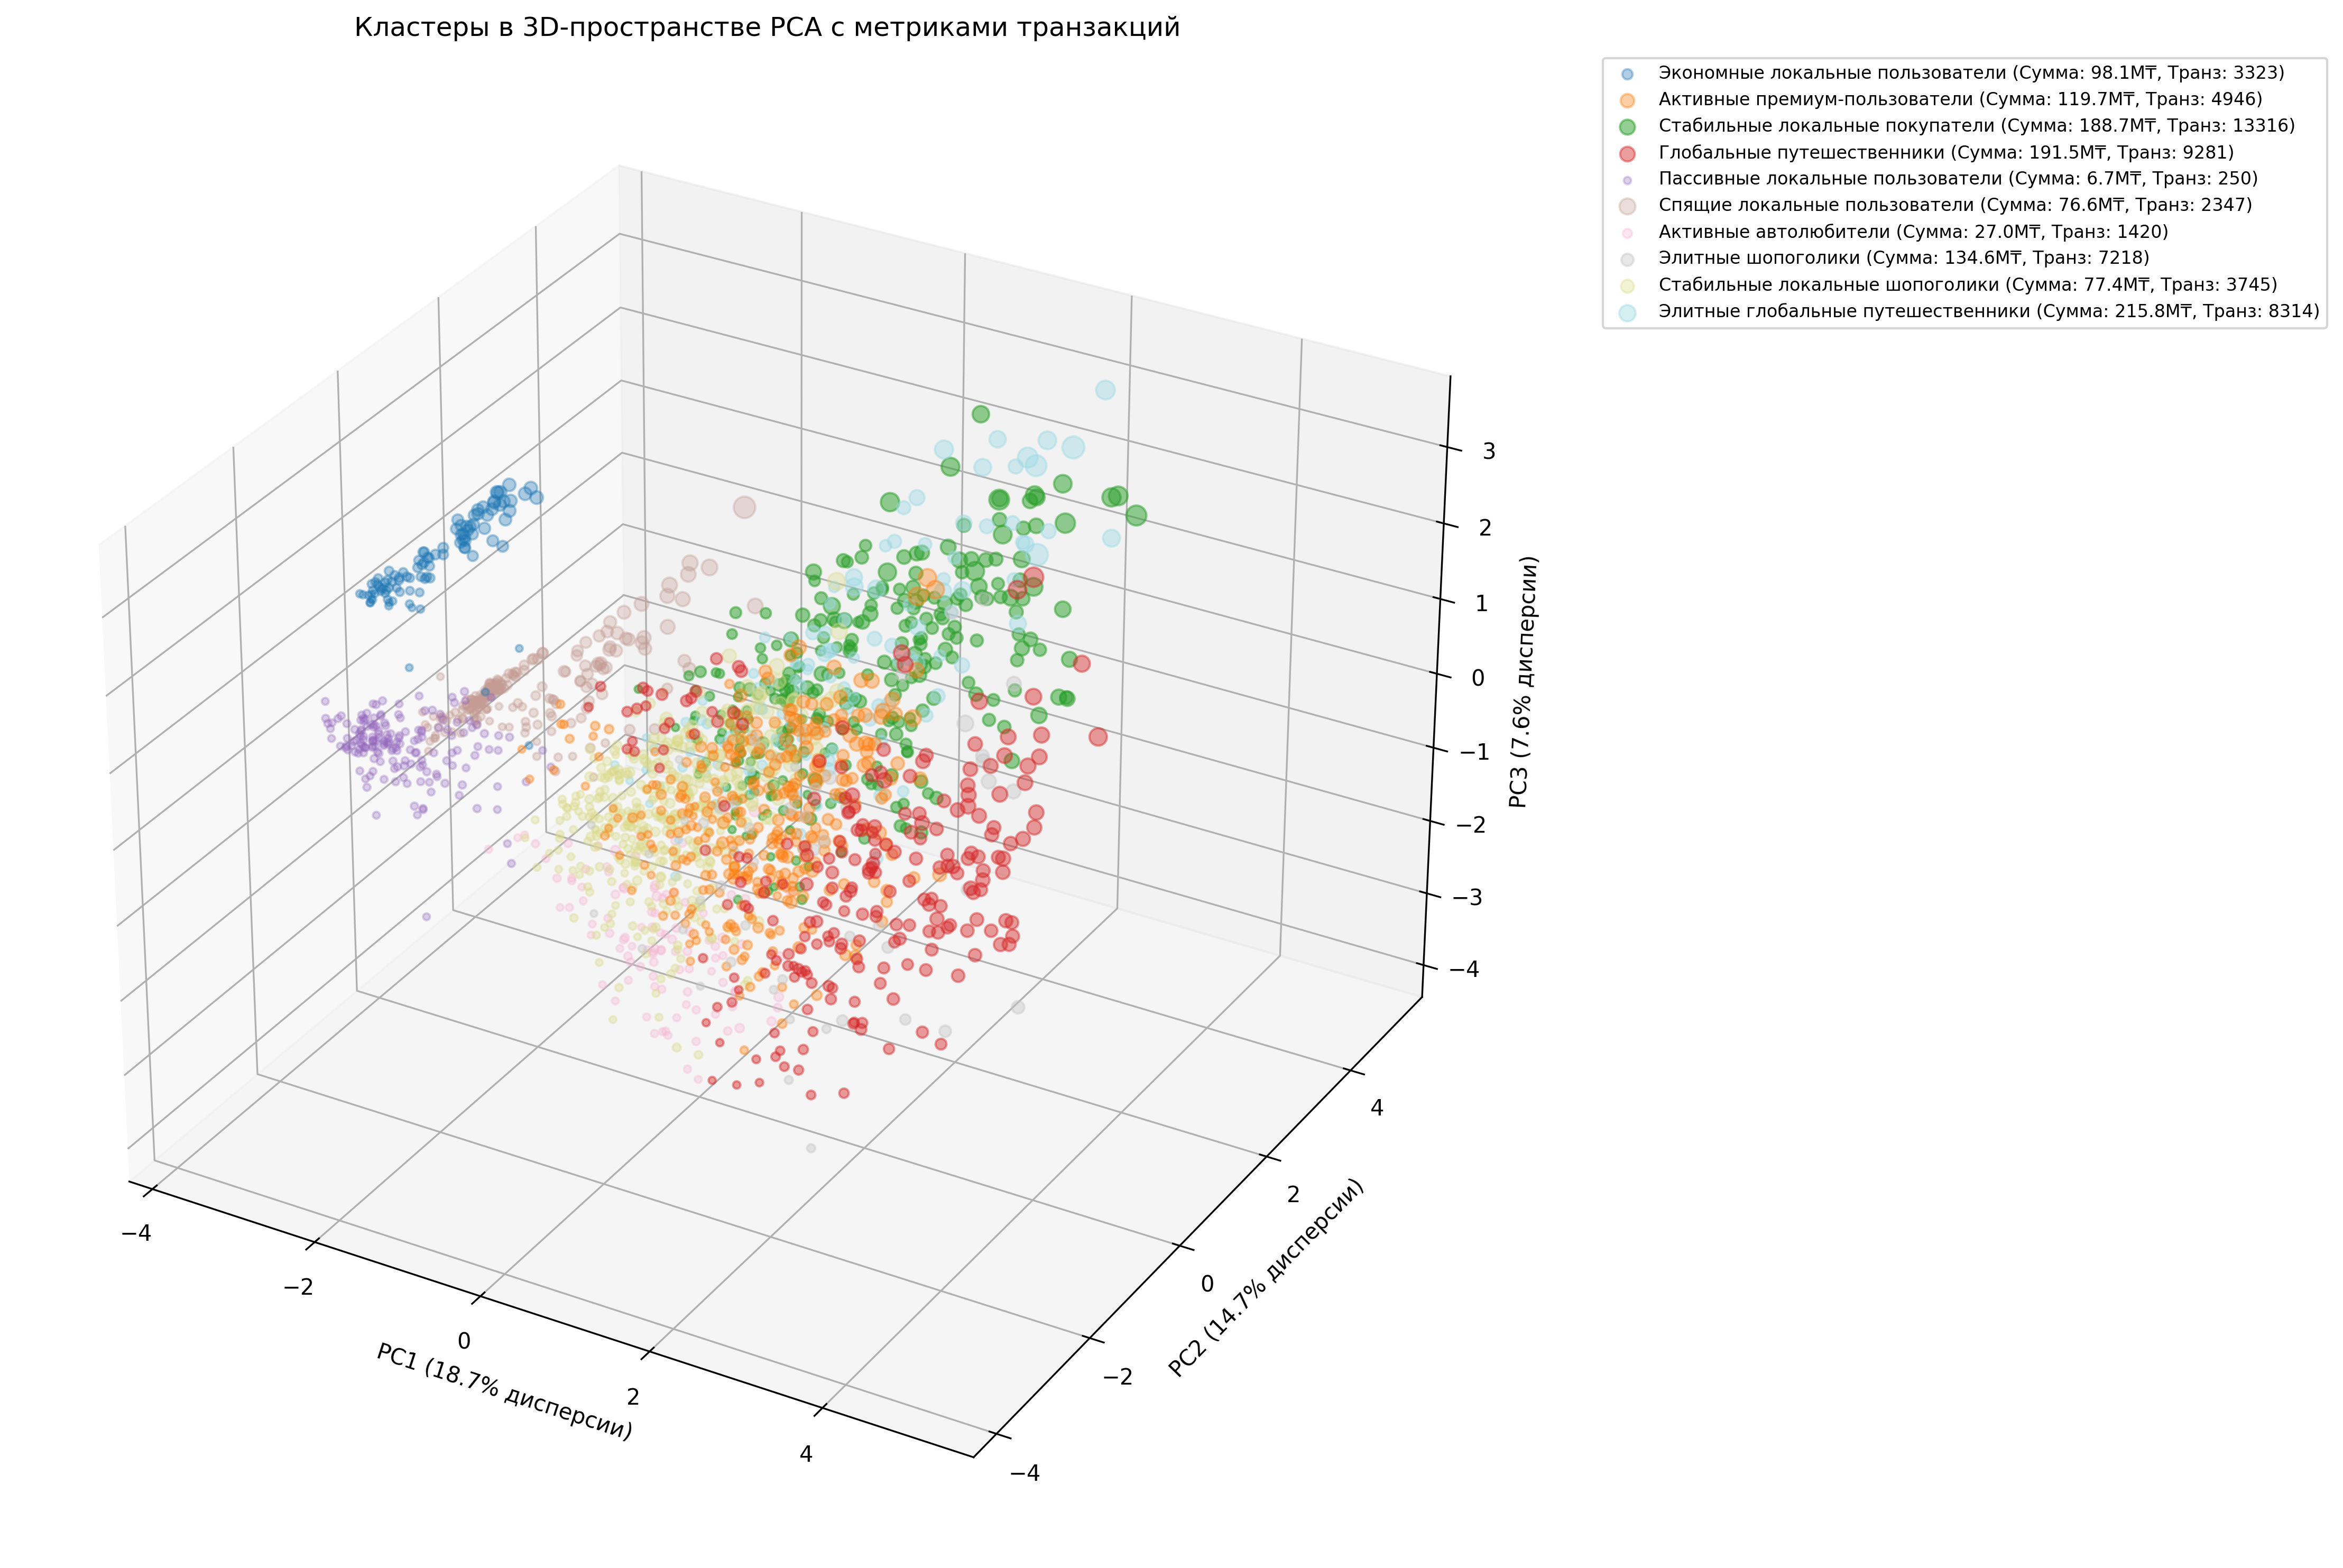 Кластеры в 3D-пространстве PCA с метриками транзакций
Экономные локальные пользователи (Сумма: 98.1М₸, Транз: 3323)
Активные премиум-пользователи (Сумма: 119.7М₸, Транз: 4946)
Стабильные локальные покупатели (Сумма: 188.7М₸, Транз: 13316)
Глобальные путешественники (Сумма: 191.5М₸, Транз: 9281)
Пассивные локальные пользователи (Сумма: 6.7М₸, Транз: 250)
Спящие локальные пользователи (Сумма: 76.6М₸, Транз: 2347)
Активные автолюбители (Сумма: 27.0М₸, Транз: 1420)
Элитные шопоголики (Сумма: 134.6М₸, Транз: 7218)
Стабильные локальные шопоголики (Сумма: 77.4М₸, Транз: 3745)
Элитные глобальные путешественники (Сумма: 215.8М₸, Транз: 8314)
3
2
1
0
−1
−2
−3
−4
PC3 (7.6% дисперсии)
4
2
0
−2
−4
PC2 (14.7% дисперсии)
−4
−2
0
2
4
PC1 (18.7% дисперсии)